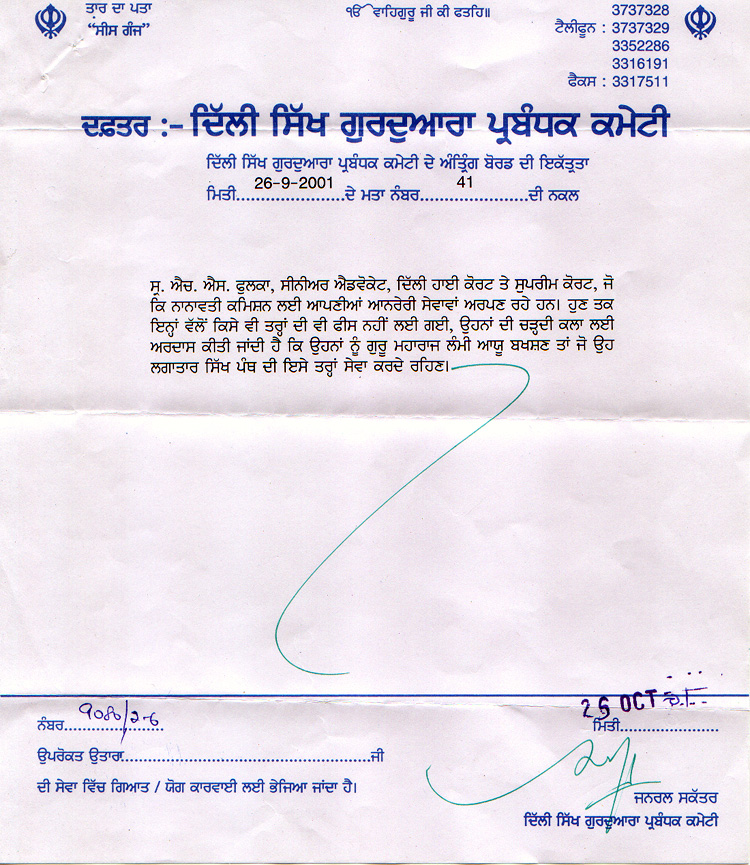 ਤਾਰ ਦਾ ਪਤਾ
“ਸੀਸ ਗੰਜ”
ੴ ਵਾਹਿਗੁਰੂ ਜੀ ਕੀ ਫਤਹਿ॥
3737328
ਟੈਲੀਫੂਨ : 3737329
3352286
3316191
ਫੈਕਸ : 3317511
ਦਫ਼ਤਰ :- ਦਿੱਲੀ ਸਿੱਖ ਗੁਰਦੁਆਰਾ ਪ੍ਰਬੰਧਕ ਕਮੇਟੀ
ਦਿੱਲੀ ਸਿੱਖ ਗੁਰਦੁਆਰਾ ਪ੍ਰਬੰਧਕ ਕਮੇਟੀ ਦੇ ਅੰਤ੍ਰਿੰਗ ਬੋਰਡ ਦੀ ਇਕੱਤ੍ਰਤਾ
ਮਿਤੀ.....26-9-2001.....ਦੇ ਮਤਾ ਨੰਬਰ.....41.....ਦੀ ਨਕਲ
ਸ੍ਰ. ਐਚ. ਐਸ. ਫੁਲਕਾ, ਸੀਨੀਅਰ ਐਡਵੋਕੇਟ, ਦਿੱਲੀ ਹਾਈ ਕੋਰਟ ਤੇ ਸੁਪਰੀਮ ਕੋਰਟ, ਜੋ
ਕਿ ਨਾਨਾਵਤੀ ਕਮਿਸ਼ਨ ਲਈ ਆਪਣੀਆਂ ਆਨਰੇਰੀ ਸੇਵਾਵਾਂ ਅਰਪਣ ਰਹੇ ਹਨ। ਹੁਣ ਤਕ
ਇਨ੍ਹਾਂ ਵੱਲੋਂ ਕਿਸੇ ਵੀ ਤਰ੍ਹਾਂ ਦੀ ਵੀ ਫੀਸ ਨਹੀਂ ਲਈ ਗਈ, ਉਹਨਾਂ ਦੀ ਚੜ੍ਹਦੀ ਕਲਾ ਲਈ
ਅਰਦਾਸ ਕੀਤੀ ਜਾਂਦੀ ਹੈ ਕਿ ਉਹਨਾਂ ਨੂੰ ਗੁਰੂ ਮਹਾਰਾਜ ਲੰਮੀ ਆਯੂ ਬਖਸ਼ਣ ਤਾਂ ਜੋ ਉਹ
ਲਗਾਤਾਰ ਸਿੱਖ ਪੰਥ ਦੀ ਇਸੇ ਤਰ੍ਹਾਂ ਸੇਵਾ ਕਰਦੇ ਰਹਿਣ।
26 OCT
ਨੰਬਰ..........
ਮਿਤੀ..........
ਉਪਰੋਕਤ ਉਤਾਰਾ..........ਜੀ
ਦੀ ਸੇਵਾ ਵਿੱਚ ਗਿਆਤ / ਯੋਗ ਕਾਰਵਾਈ ਲਈ ਭੇਜਿਆ ਜਾਂਦਾ ਹੈ।
ਜਨਰਲ ਸਕੱਤਰ
ਦਿੱਲੀ ਸਿੱਖ ਗੁਰਦੁਆਰਾ ਪ੍ਰਬੰਧਕ ਕਮੇਟੀ